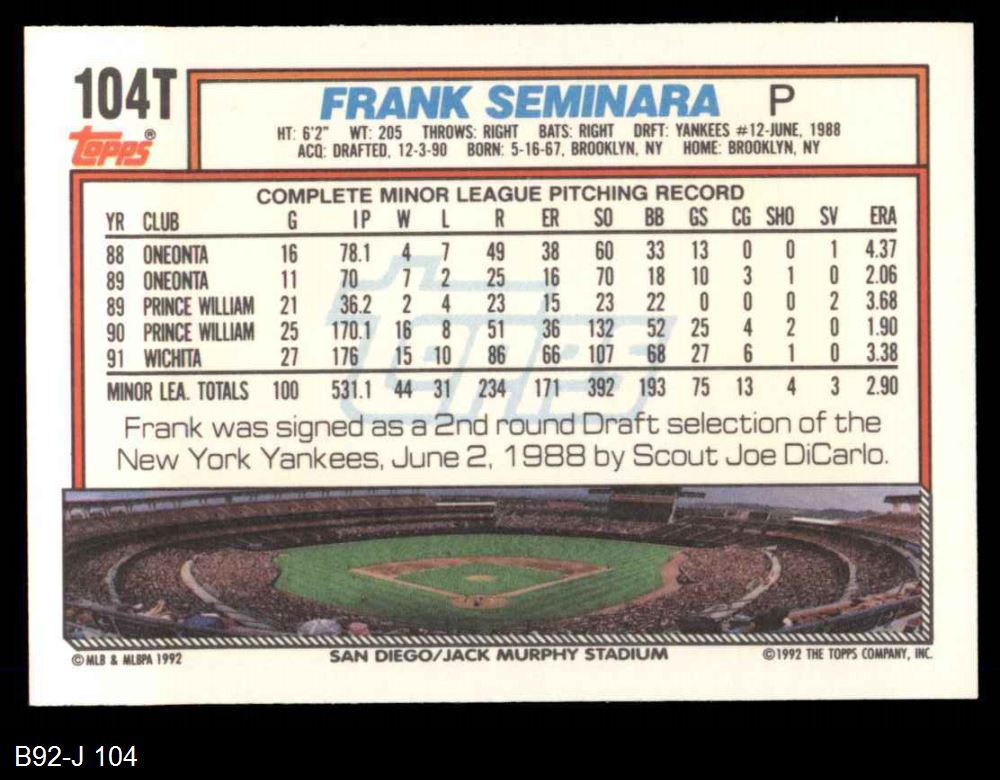 104T
Topps®
FRANK SEMINARA P
HT: 6'2" WT: 205 THROWS: RIGHT BATS: RIGHT DRFT: YANKEES #12-JUNE, 1988
ACQ: DRAFTED, 12-3-90 BORN: 5-16-67, BROOKLYN, NY HOME: BROOKLYN, NY
COMPLETE MINOR LEAGUE PITCHING RECORD
YR CLUB G IP W L R ER SO BB GS CG SHO SV ERA
88 ONEONTA 16 78.1 4 7 49 38 60 33 13 0 0 1 4.37
89 ONEONTA 11 70 7 2 25 16 70 18 10 3 1 0 2.06
89 PRINCE WILLIAM 21 36.2 2 4 23 15 23 22 0 0 0 2 3.68
90 PRINCE WILLIAM 25 170.1 16 8 51 36 132 52 25 4 2 0 1.90
91 WICHITA 27 176 15 10 86 66 107 68 27 6 1 0 3.38
MINOR LEA. TOTALS 100 531.1 44 31 234 171 392 193 75 13 4 3 2.90
Topps
Frank was signed as a 2nd round Draft selection of the
New York Yankees, June 2, 1988 by Scout Joe DiCarlo.
© MLB & MLBPA 1992 SAN DIEGO/JACK MURPHY STADIUM ©1992 THE TOPPS COMPANY, INC.
B92-J 104